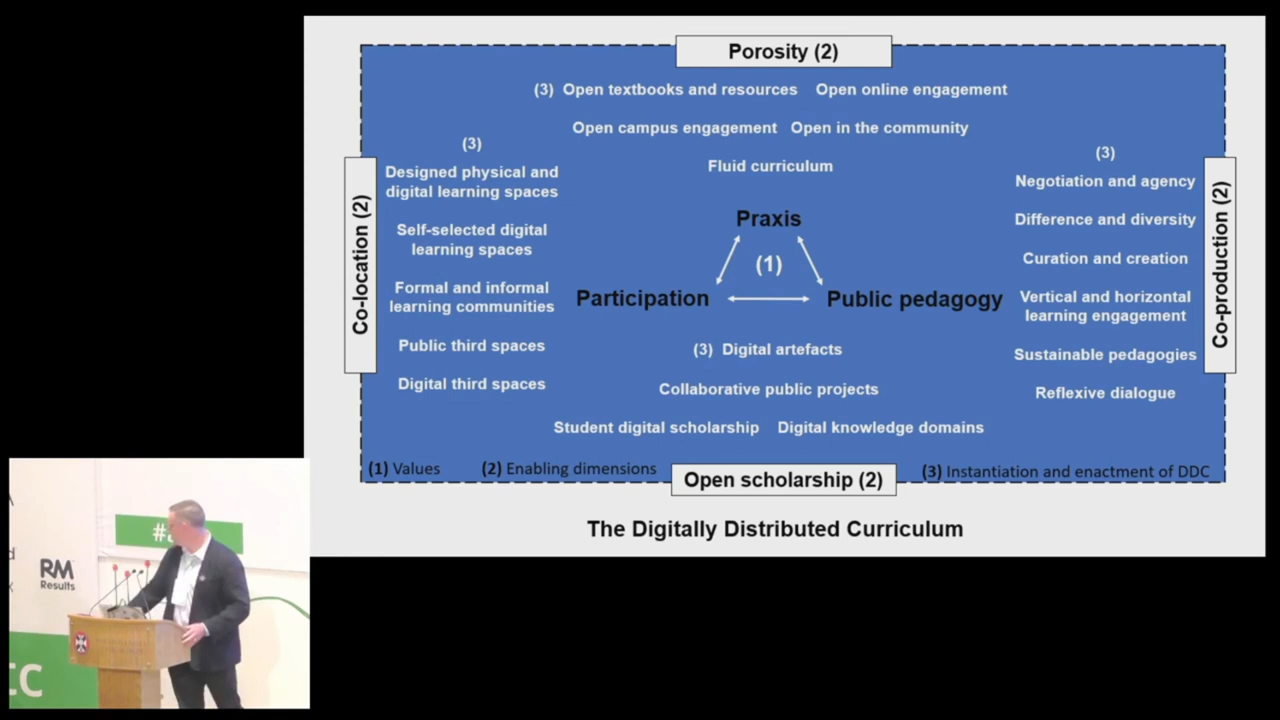 Porosity (2)
(3) Open textbooks and resources Open online engagement
Open campus engagement Open in the community
Fluid curriculum
Co-location (2)
(3)
Designed physical and
digital learning spaces
Self-selected digital
learning spaces
Formal and informal
learning communities
Public third spaces
Digital third spaces
Praxis
(1)
Participation
Public pedagogy
(3) Digital artefacts
Collaborative public projects
Student digital scholarship Digital knowledge domains
(3)
Negotiation and agency
Difference and diversity
Curation and creation
Vertical and horizontal
learning engagement
Sustainable pedagogies
Reflexive dialogue
Co-production (2)
(1) Values (2) Enabling dimensions
Open scholarship (2)
(3) Instantiation and enactment of DDC
The Digitally Distributed Curriculum
RM
Results